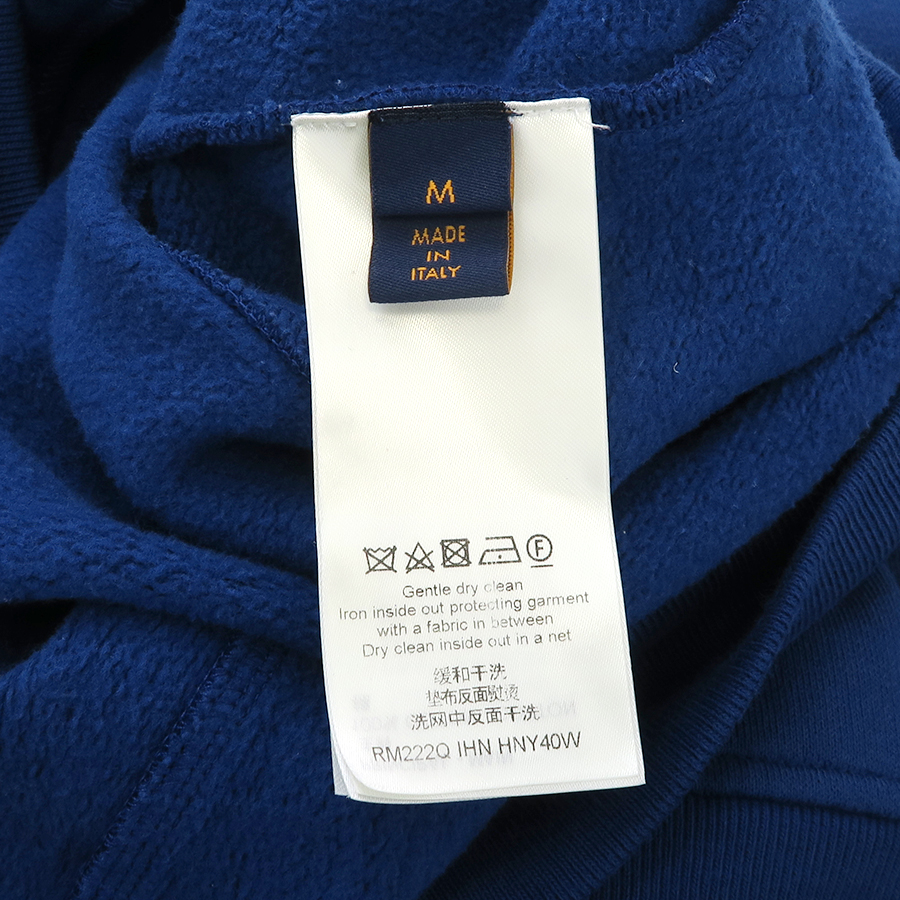 M
MADE
IN
ITALY
F
Gentle dry clean
Iron inside out protecting garment
with a fabric in between
Dry clean inside out in a net
缓和干洗
垫布反面熨烫
洗网中反面干洗
RM222Q IHN HNY40W